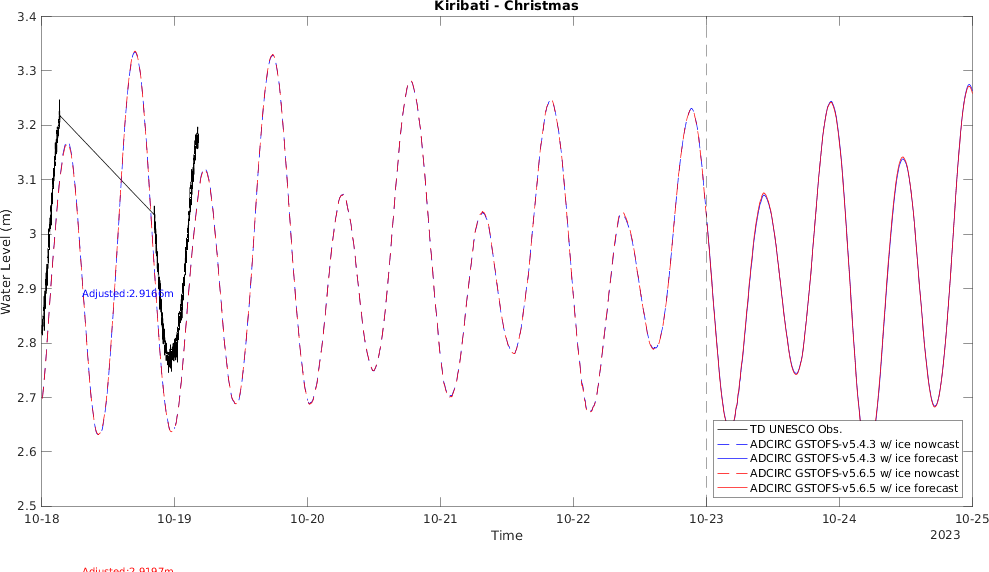 Kiribati - Christmas
3.4
3.3
3.2
3.1
3
2.9
2.8
2.7
2.6
2.5
Water Level (m)
Adjusted:2.9166m
TD UNESCO Obs.
ADCIRC GSTOFS-v5.4.3 w/ ice nowcast
ADCIRC GSTOFS-v5.4.3 w/ ice forecast
ADCIRC GSTOFS-v5.6.5 w/ ice nowcast
ADCIRC GSTOFS-v5.6.5 w/ ice forecast
10-18 10-19 10-20 10-21 10-22 10-23 10-24 10-25
Time
2023
Adjusted:2.9197m